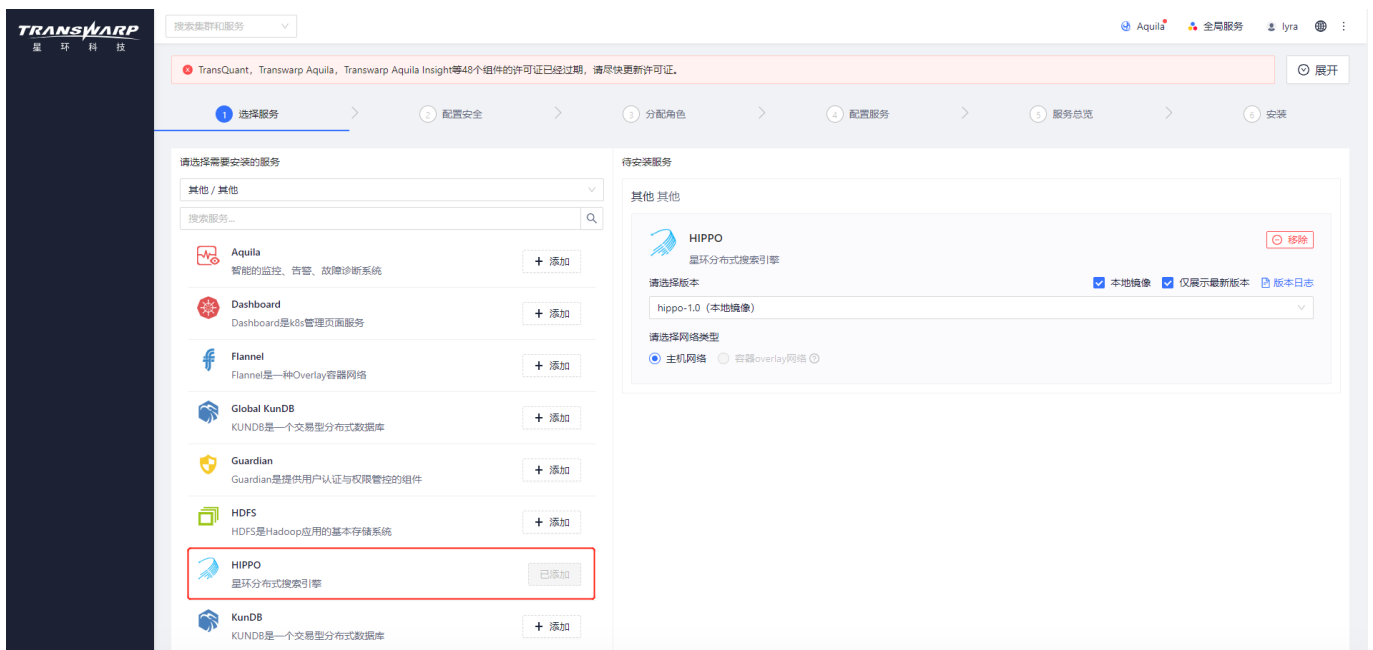 TRANSWARP
星 环 科 技
搜索集群和服务
Aquila
全局服务
lyra
TransQuant, Transwarp Aquila, Transwarp Aquila Insight等48个组件的许可证已经过期，请尽快更新许可证。
展开
1 选择服务
2 配置安全
3 分配角色
4 配置服务
5 服务总览
6 安装
请选择需要安装的服务
其他 / 其他
搜索服务...
Aquila
智能的监控、告警、故障诊断系统
+ 添加
Dashboard
Dashboard是k8s管理页面服务
+ 添加
Flannel
Flannel是一种Overlay容器网络
+ 添加
Global KunDB
KUNDB是一个交易型分布式数据库
+ 添加
Guardian
Guardian是提供用户认证与权限管控的组件
+ 添加
HDFS
HDFS是Hadoop应用的基本存储系统
+ 添加
HIPPO
星环分布式搜索引擎
已添加
KunDB
KUNDB是一个交易型分布式数据库
+ 添加
待安装服务
其他 其他
HIPPO
星环分布式搜索引擎
移除
请选择版本
本地镜像
仅展示最新版本
版本日志
hippo-1.0（本地镜像）
请选择网络类型
主机网络
容器overlay网络